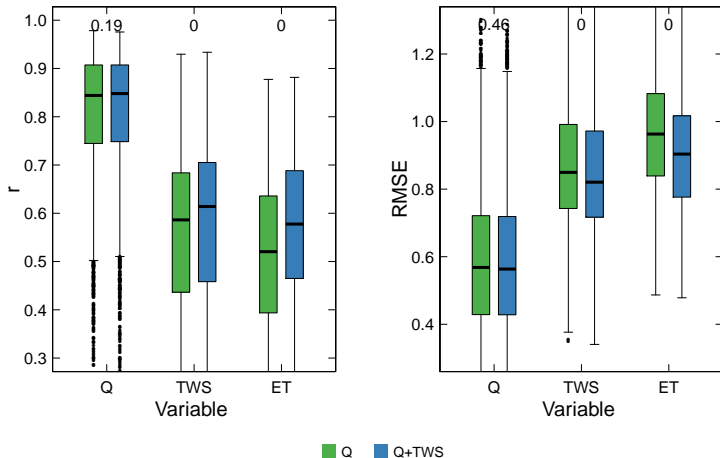 0.19 0 0
1.0
0.9
0.8
0.7
0.6
0.5
0.4
0.3
r
Q TWS ET
Variable
0.46 0 0
1.2
1.0
0.8
0.6
0.4
RMSE
Q TWS ET
Variable
Q Q+TWS